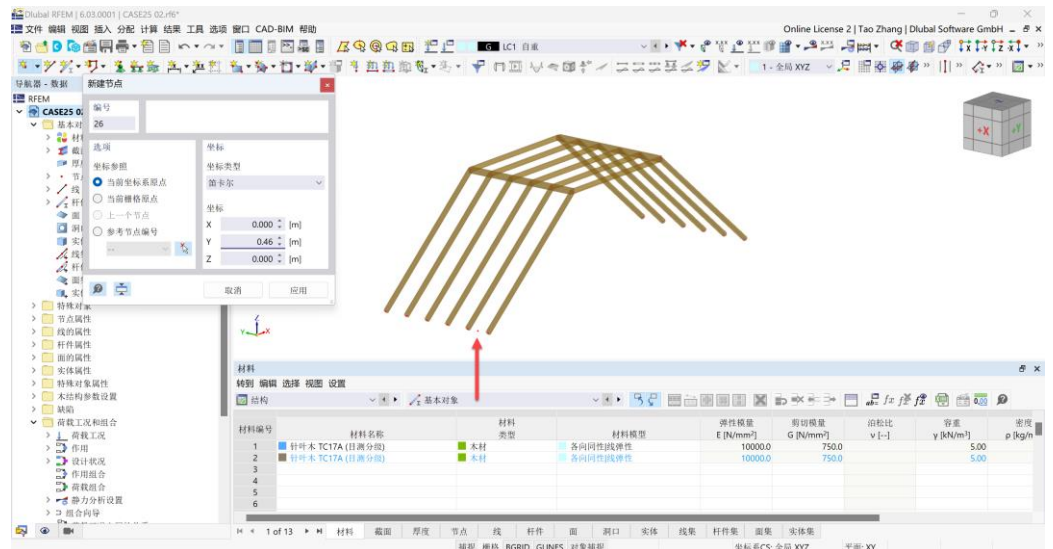 Dlubal RFEM | 6.03.0001 | CASE25 02.rf6*
文件 编辑 视图 插入 分配 计算 结果 工具 选项 窗口 CAD-BIM 帮助
Online License 2 | Tao Zhang | Dlubal Software GmbH
G LC1 自重
1 - 全局 XYZ
导航器 - 数据
RFEM
CASE25 02.
新建节点
编号
26
选项
坐标参照
当前坐标系原点
当前栅格原点
上一个节点
参考节点编号
--
坐标
坐标类型
笛卡尔
坐标
X 0.000 [m]
Y 0.46 [m]
Z 0.000 [m]
取消 应用
特殊对象
节点属性
线的属性
杆件属性
面的属性
实体属性
特殊对象属性
木结构参数设置
缺陷
荷载工况和组合
荷载工况
作用
设计状况
作用组合
荷载组合
静力分析设置
组合向导
+X +Y
Z
Y X
材料
转到 编辑 选择 视图 设置
结构 基本对象
材料编号 材料名称 材料类型 材料模型 弹性模量 E [N/mm²] 剪切模量 G [N/mm²] 泊松比 ν [--] 容重 γ [kN/m³] 密度 ρ [kg/m
1 针叶木 TC17A (目测分级) 木材 各向同性|线弹性 10000.0 750.0 5.00
2 针叶木 TC17A (目测分级) 木材 各向同性|线弹性 10000.0 750.0 5.00
3
4
5
6
1 of 13 材料 截面 厚度 节点 线 杆件 面 洞口 实体 线集 杆件集 面集 实体集
捕捉 栅格 BGRID GLINES 对象捕捉 坐标系CS: 全局 XYZ 平面: XY